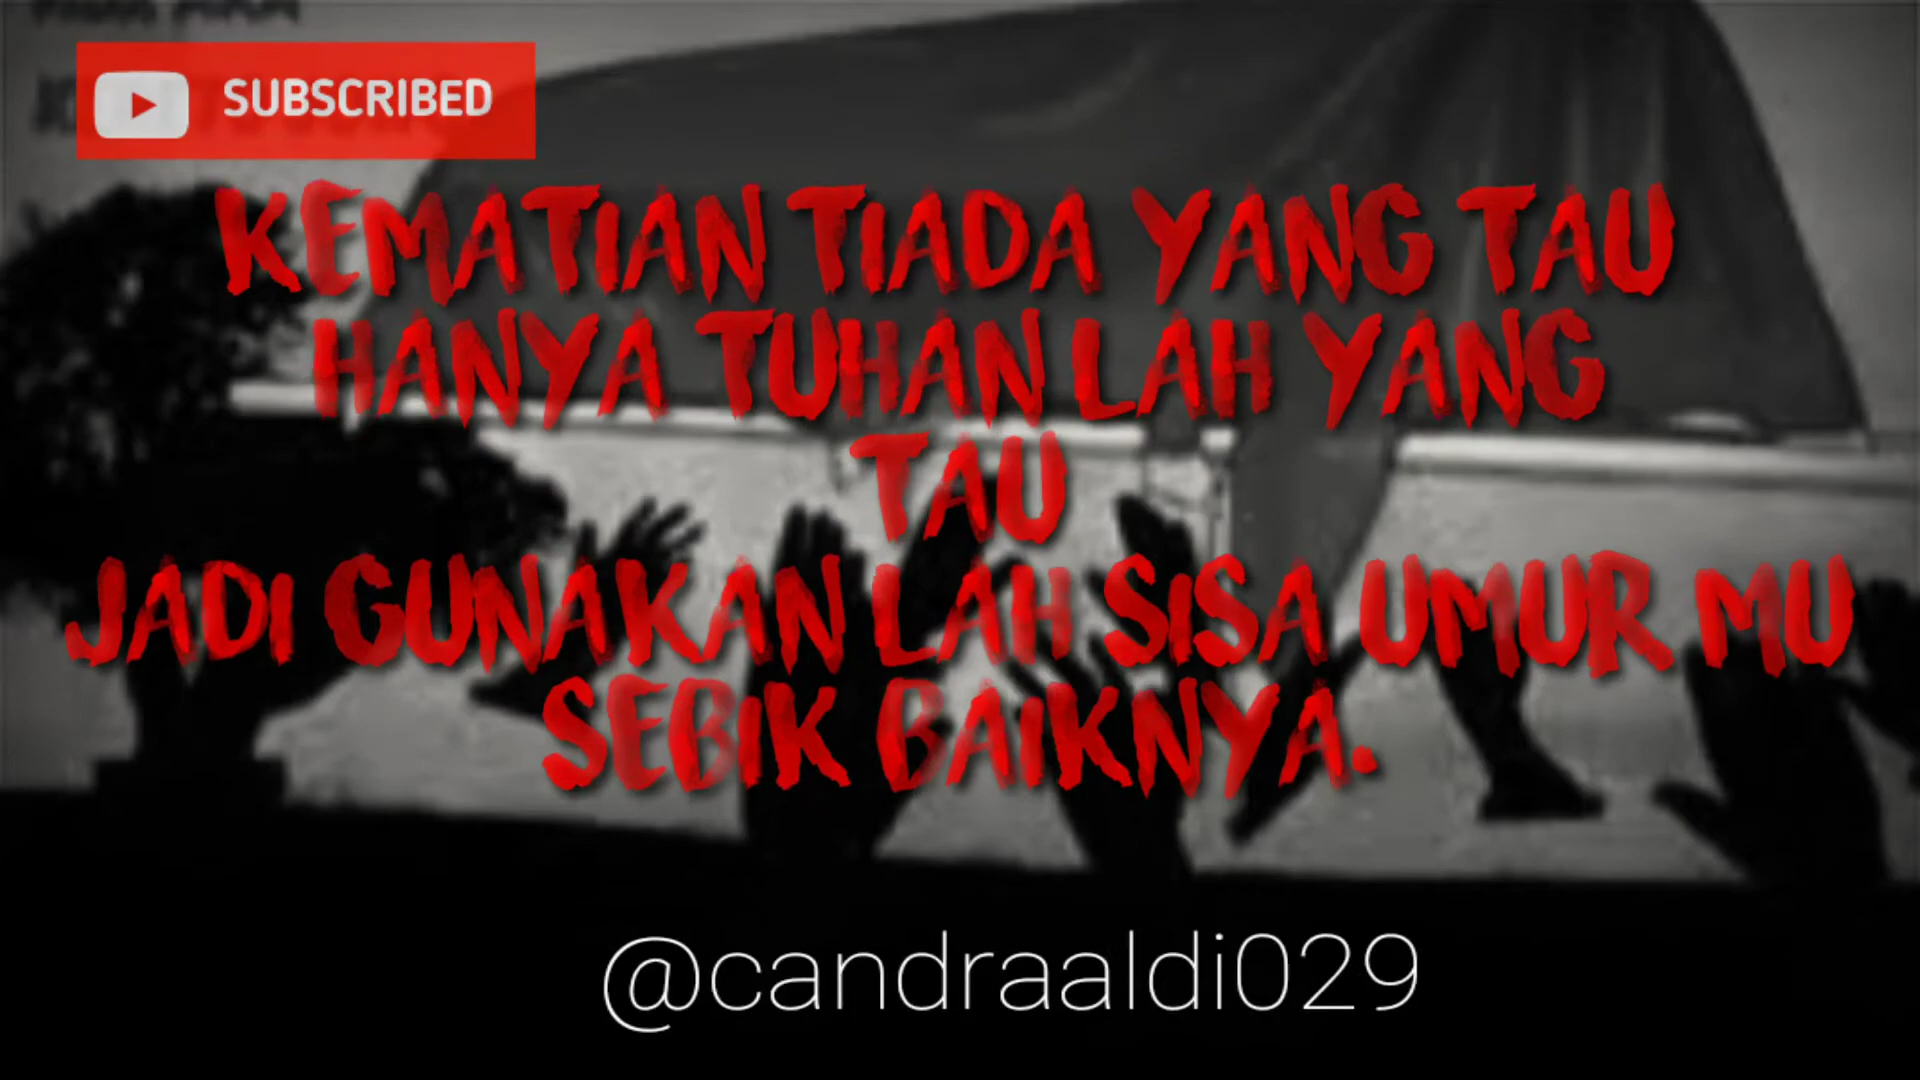 SUBSCRIBED
KEMATIAN TIADA YANG TAU
HANYA TUHAN LAH YANG
TAU
JADI GUNAKAN LAH SISA UMUR MU
SEBIK BAIKNYA.
@candraaldi029